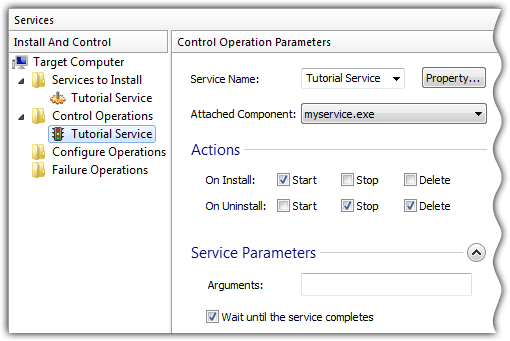 Services
Install And Control
Target Computer
Services to Install
Tutorial Service
Control Operations
Tutorial Service
Configure Operations
Failure Operations
Control Operation Parameters
Service Name: Tutorial Service Property...
Attached Component: myservice.exe
Actions
On Install: Start Stop Delete
On Uninstall: Start Stop Delete
Service Parameters
Arguments:
Wait until the service completes